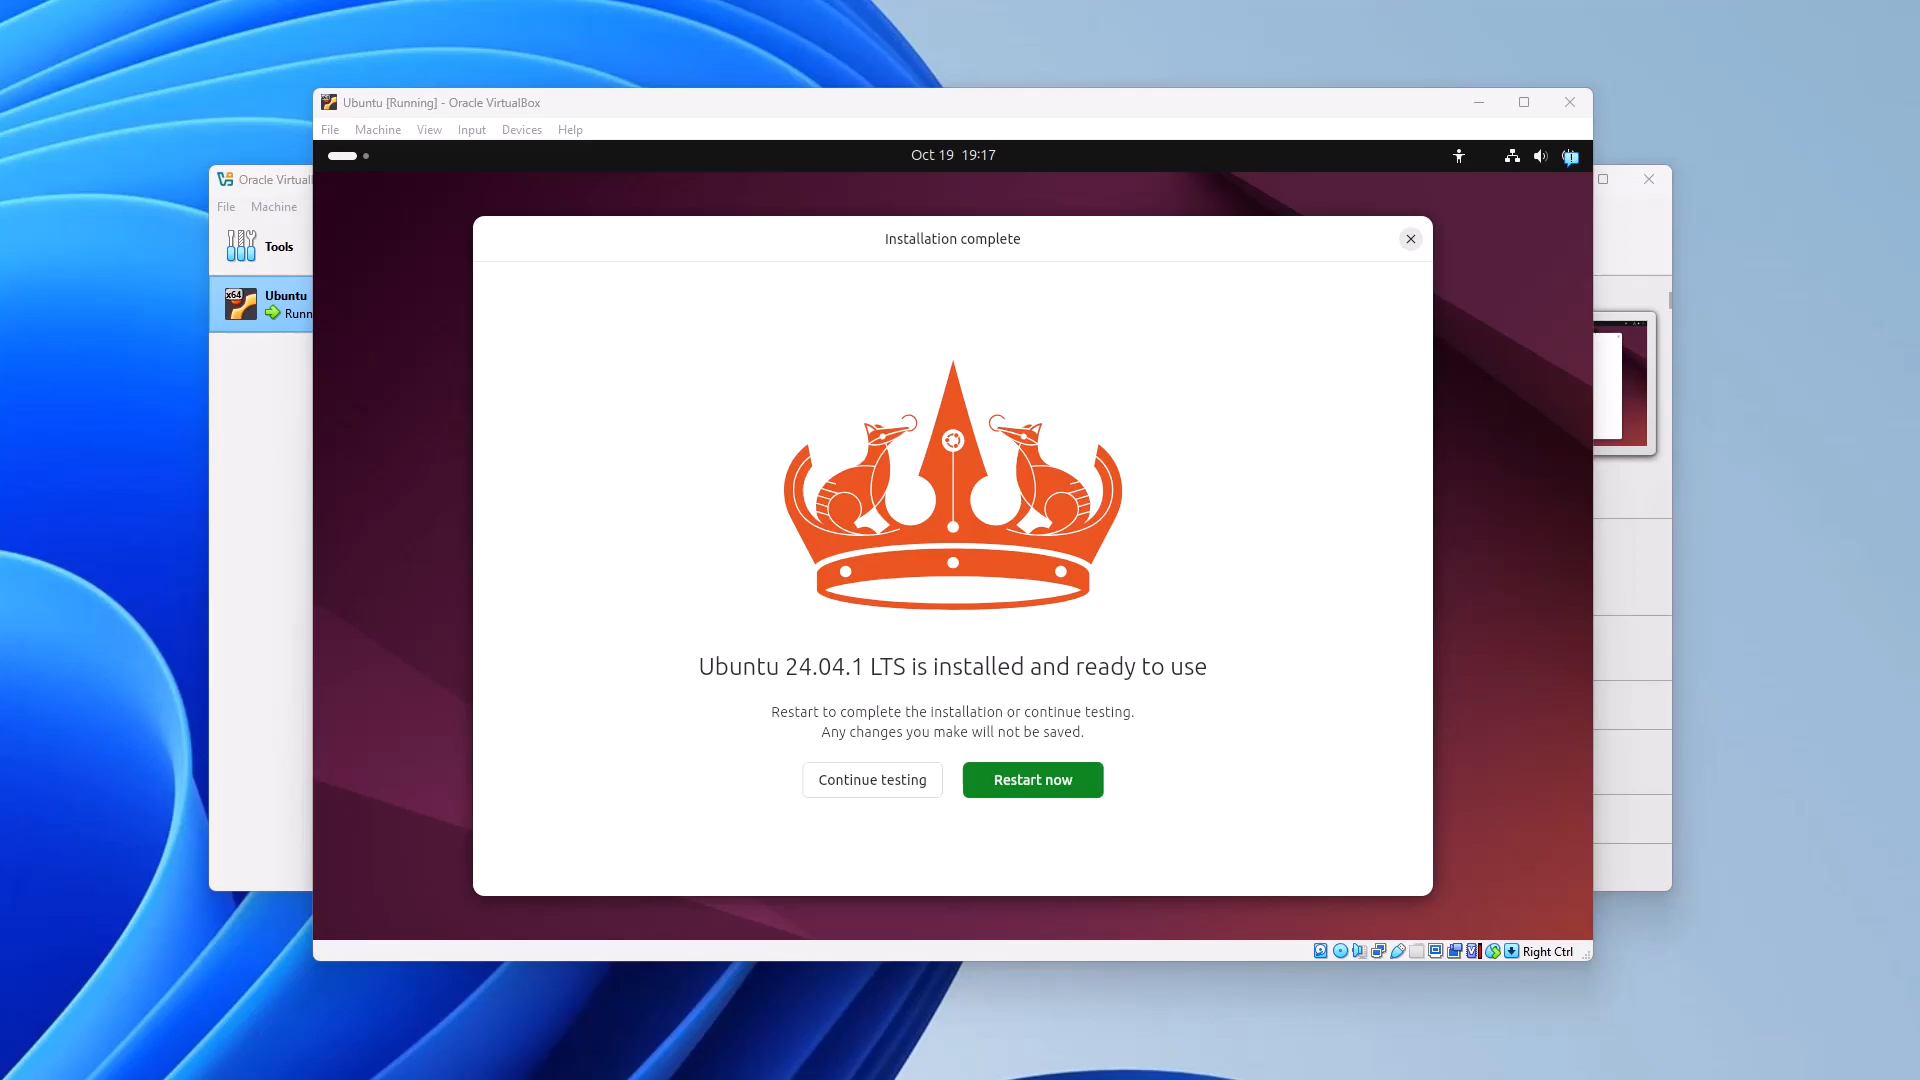 Ubuntu [Running] - Oracle VirtualBox
File Machine View Input Devices Help
Oct 19 19:17
Oracle Virtual
File Machine
Tools
x64
Ubuntu
Runn
Installation complete
Ubuntu 24.04.1 LTS is installed and ready to use
Restart to complete the installation or continue testing.
Any changes you make will not be saved.
Continue testing
Restart now
Right Ctrl